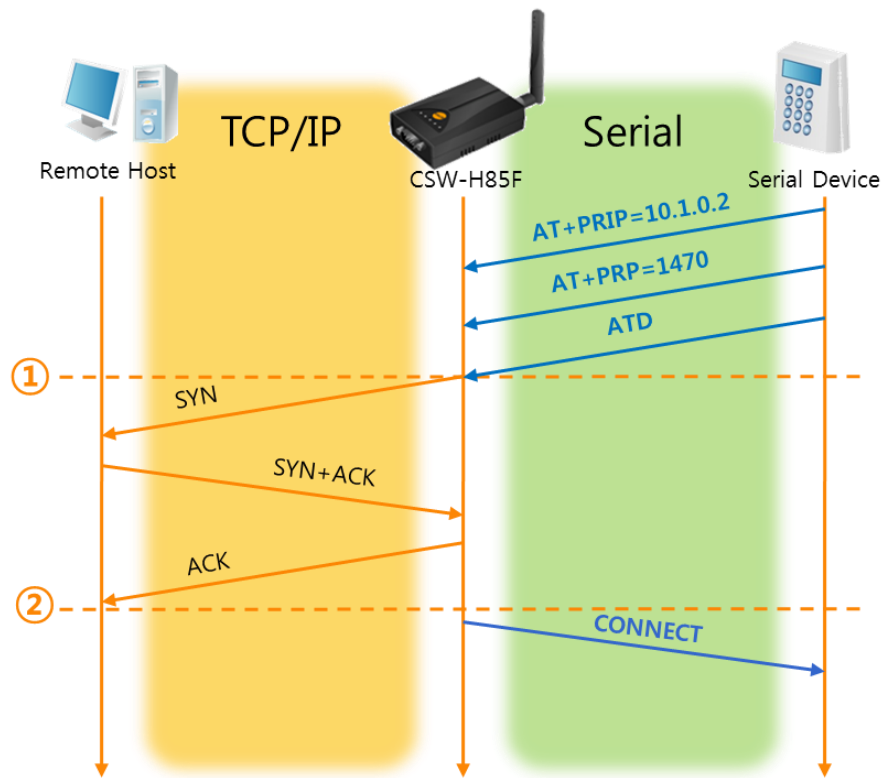 TCP/IP
Serial
Remote Host
CSW-H85F
Serial Device
AT+PRIP=10.1.0.2
AT+PRP=1470
ATD
①
SYN
SYN+ACK
ACK
②
CONNECT